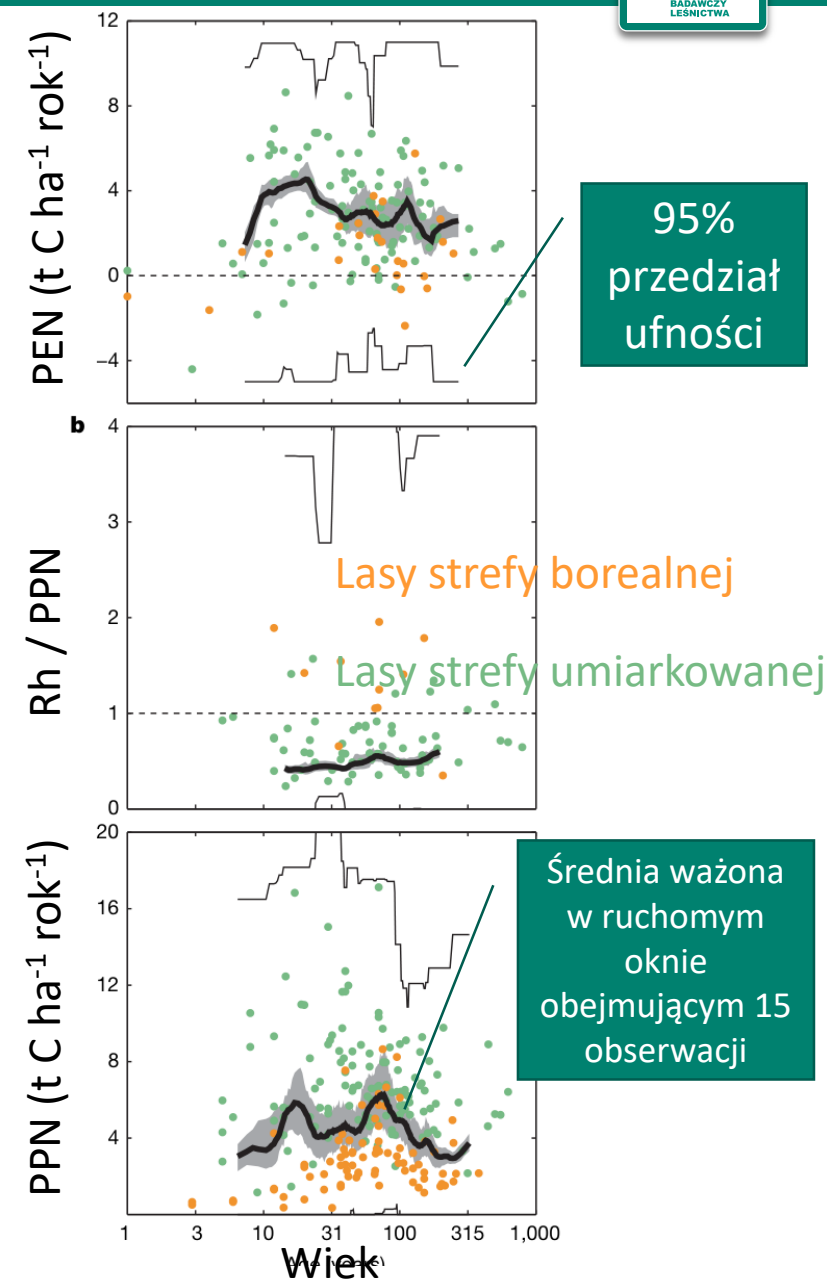 BADAWCZY
LEŚNICTWA
PEN (t C ha⁻¹ rok⁻¹)
12
8
4
0
−4
95%
przedział
ufności
b
Rh / PPN
4
3
2
1
0
Lasy strefy borealnej
Lasy strefy umiarkowanej
PPN (t C ha⁻¹ rok⁻¹)
20
16
12
8
4
Średnia ważona
w ruchomym
oknie
obejmującym 15
obserwacji
1 3 10 31 100 315 1,000
Wiek